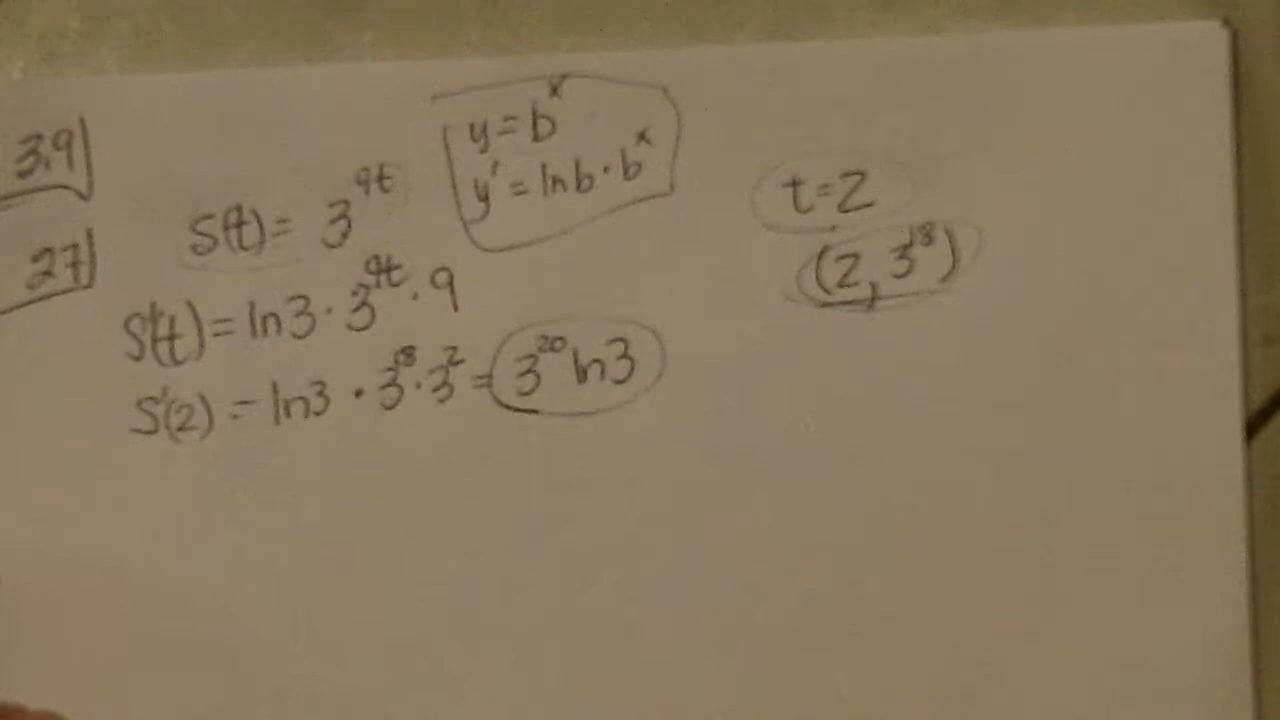 3.9
27
y = b^x
y' = ln b · b^x
S(t) = 3^{9t}
S'(t) = ln3 · 3^{9t} · 9
S'(2) = ln3 · 3^{18} · 3^2 = 3^{20} ln3
t = 2
(2, 3^{18})